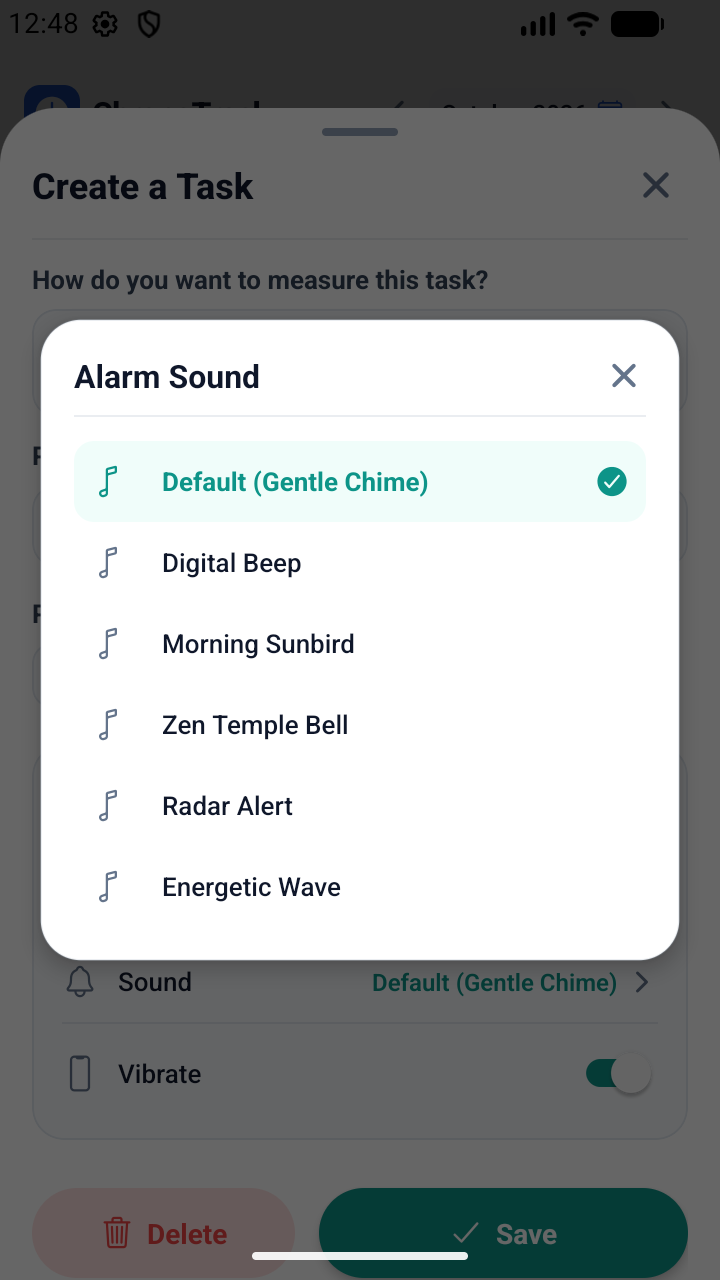 12:48
Create a Task
How do you want to measure this task?
Alarm Sound
Default (Gentle Chime)
Digital Beep
Morning Sunbird
Zen Temple Bell
Radar Alert
Energetic Wave
Sound Default (Gentle Chime)
Vibrate
Delete Save